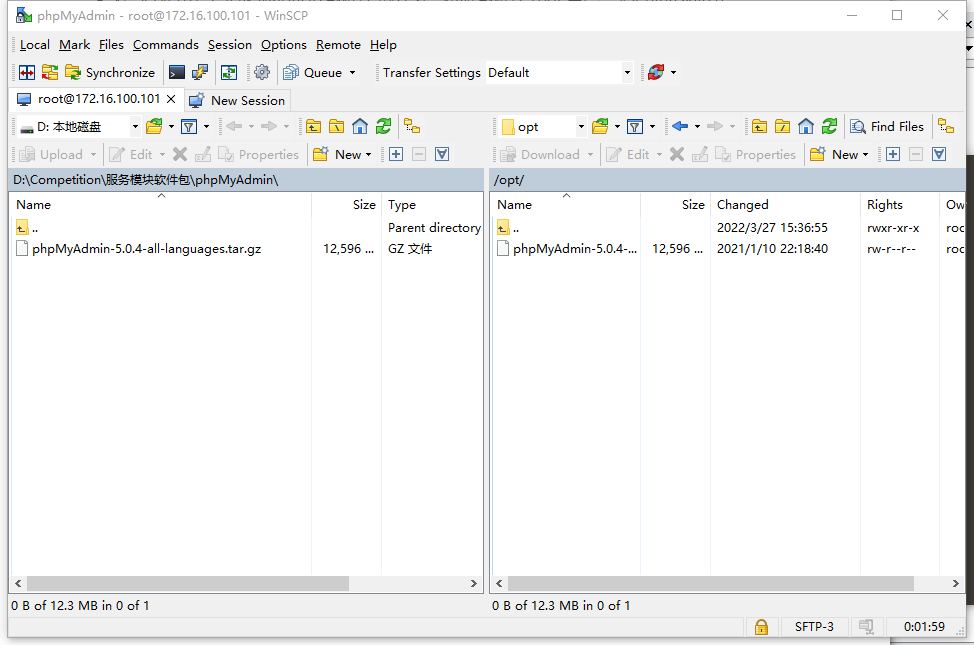 phpMyAdmin - root@172.16.100.101 - WinSCP
Local Mark Files Commands Session Options Remote Help
Synchronize Queue Transfer Settings Default
root@172.16.100.101 New Session
D: 本地磁盘 opt Find Files
Upload Edit Properties New Download Edit Properties New
D:\Competition\服务模块软件包\phpMyAdmin\ /opt/
Name Size Type Name Size Changed Rights Ow
.. Parent directory .. 2022/3/27 15:36:55 rwxr-xr-x roc
phpMyAdmin-5.0.4-all-languages.tar.gz 12,596 ... GZ 文件 phpMyAdmin-5.0.4-... 12,596 ... 2021/1/10 22:18:40 rw-r--r-- roc
0 B of 12.3 MB in 0 of 1 0 B of 12.3 MB in 0 of 1
SFTP-3 0:01:59